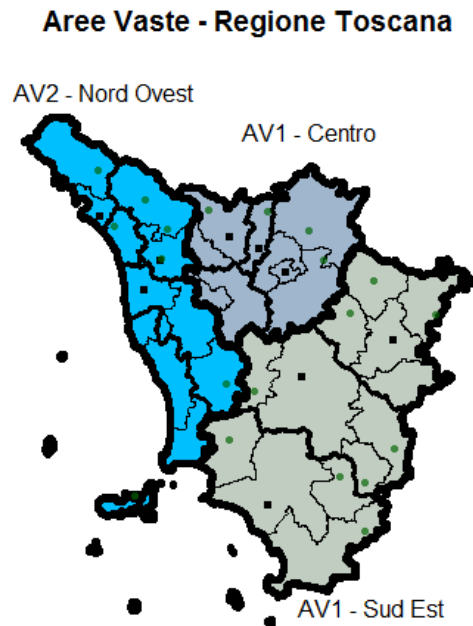 Aree Vaste - Regione Toscana
AV2 - Nord Ovest
AV1 - Centro
AV1 - Sud Est